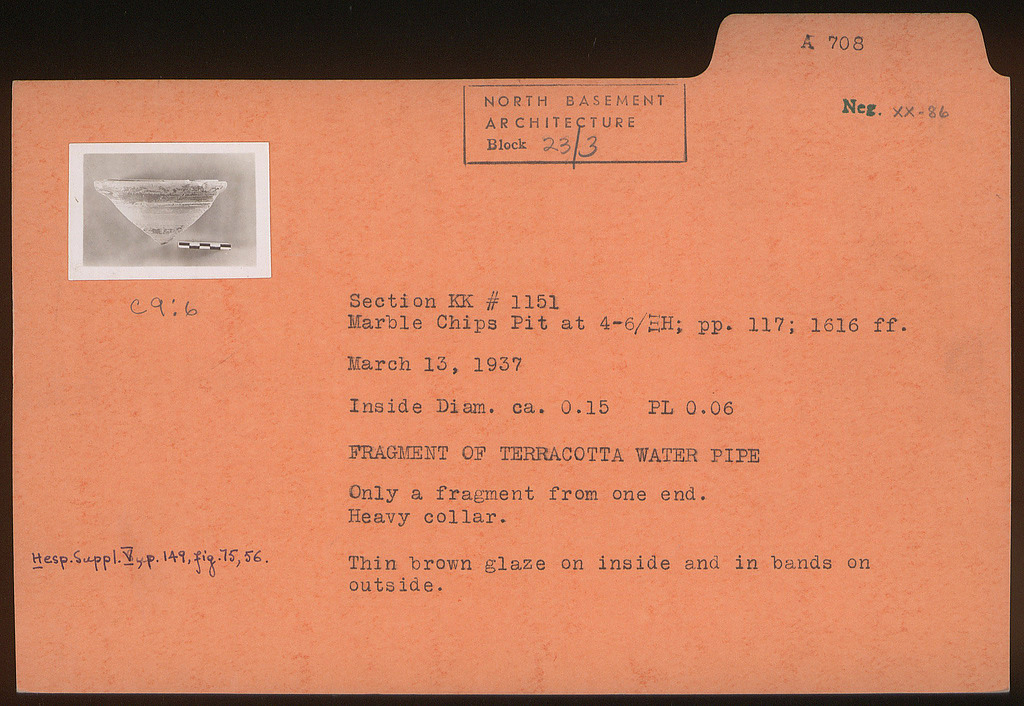 A 708
NORTH BASEMENT
ARCHITECTURE
Block 23/3
Neg. XX-86
C9:6
Section KK # 1151
Marble Chips Pit at 4-6/ΞH; pp. 117; 1616 ff.
March 13, 1937
Inside Diam. ca. 0.15 PL 0.06
FRAGMENT OF TERRACOTTA WATER PIPE
Only a fragment from one end.
Heavy collar.
Hesp. Suppl. V, p. 149, fig. 75, 56.
Thin brown glaze on inside and in bands on
outside.